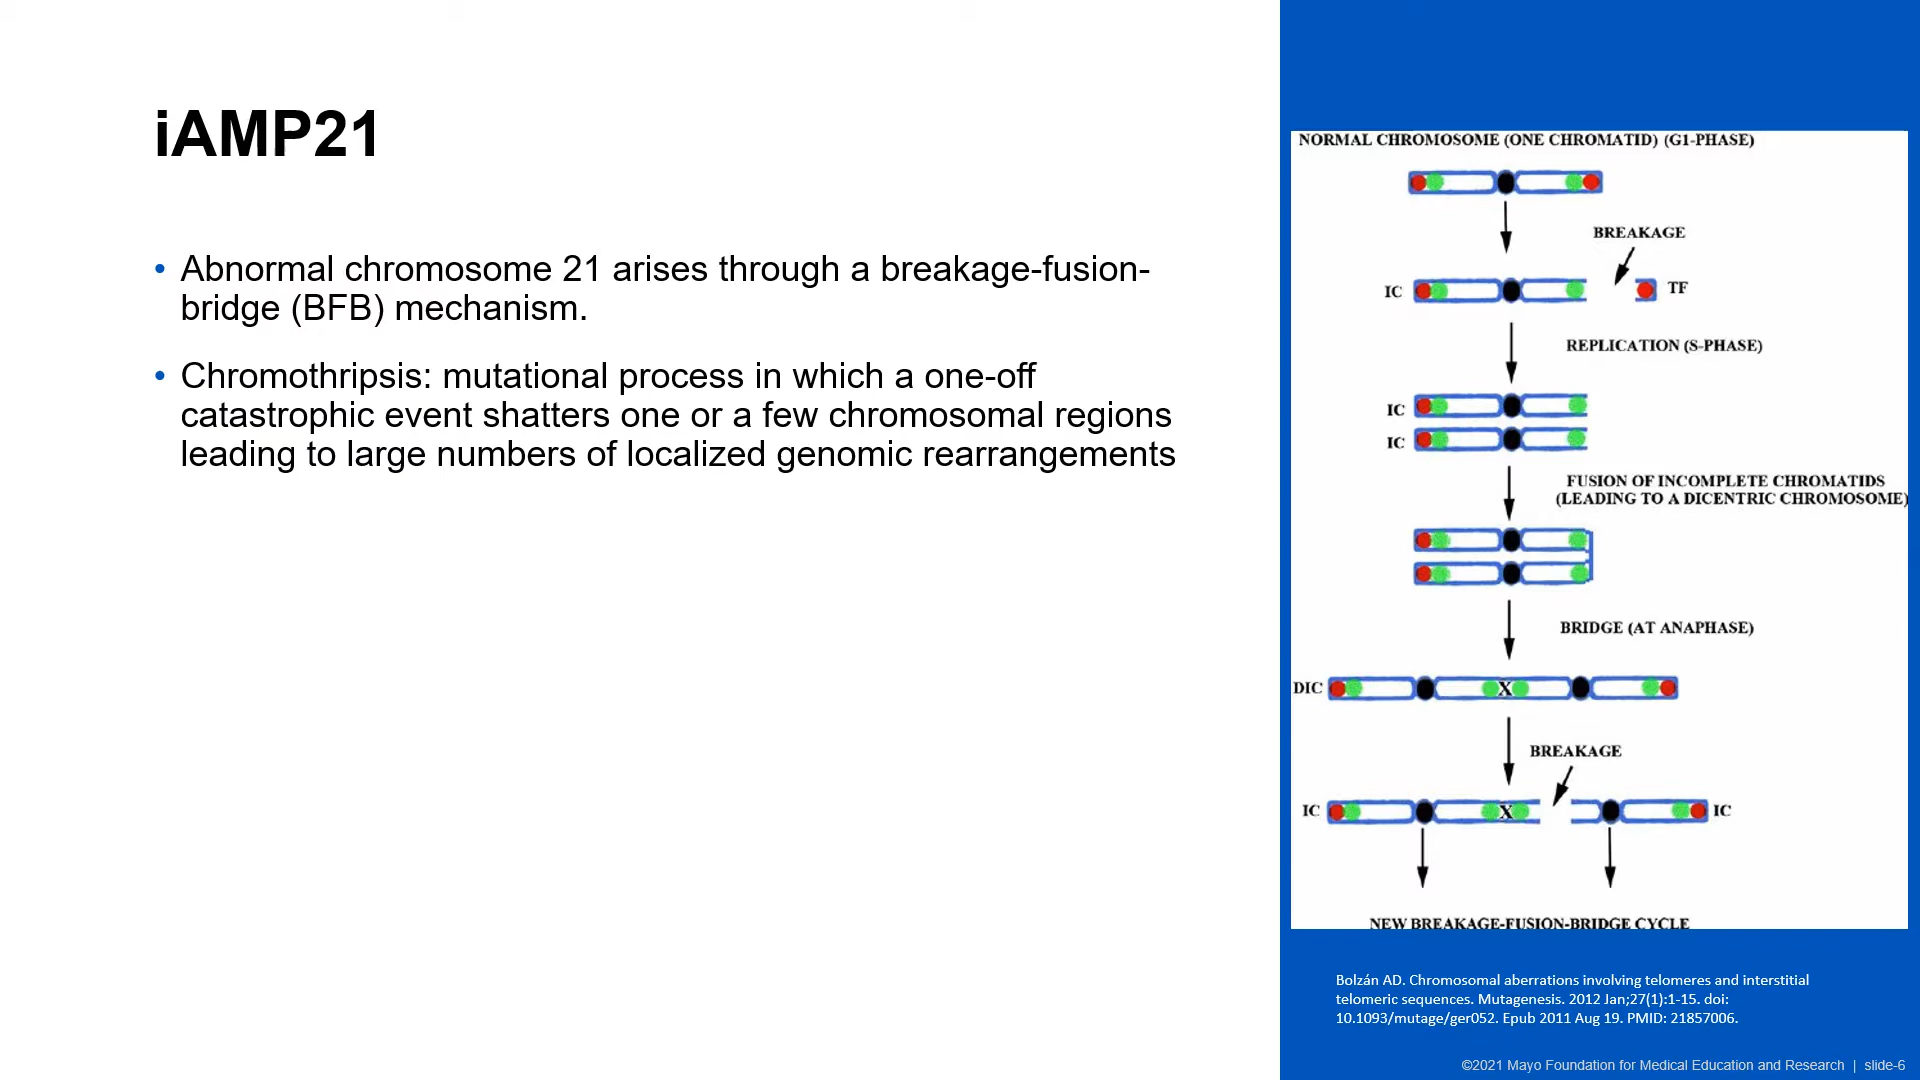 iAMP21
• Abnormal chromosome 21 arises through a breakage-fusion-
bridge (BFB) mechanism.
• Chromothripsis: mutational process in which a one-off
catastrophic event shatters one or a few chromosomal regions
leading to large numbers of localized genomic rearrangements
NORMAL CHROMOSOME (ONE CHROMATID) (G1-PHASE)
BREAKAGE
IC
TF
REPLICATION (S-PHASE)
IC
IC
FUSION OF INCOMPLETE CHROMATIDS
(LEADING TO A DICENTRIC CHROMOSOME)
BRIDGE (AT ANAPHASE)
DIC
X
BREAKAGE
IC
X
IC
NEW BREAKAGE-FUSION-BRIDGE CYCLE
Bolzán AD. Chromosomal aberrations involving telomeres and interstitial
telomeric sequences. Mutagenesis. 2012 Jan;27(1):1-15. doi:
10.1093/mutage/ger052. Epub 2011 Aug 19. PMID: 21857006.
©2021 Mayo Foundation for Medical Education and Research | slide-6